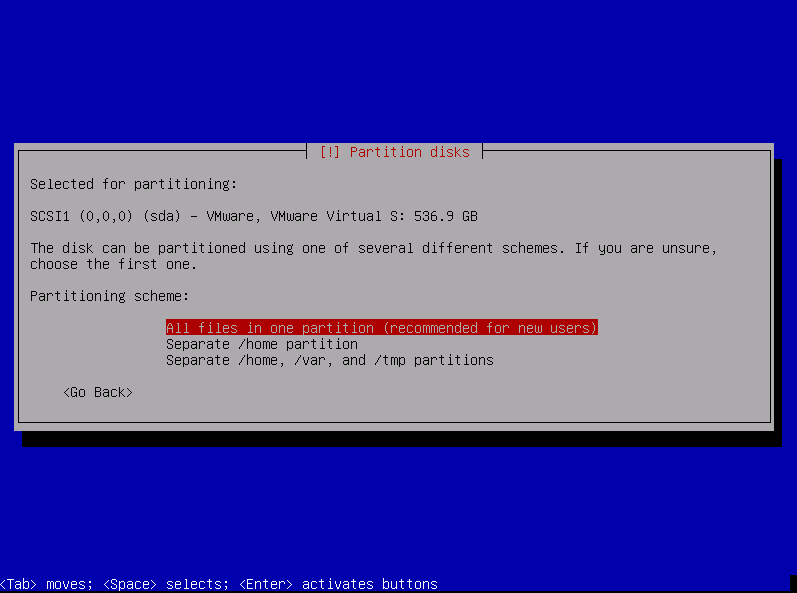 [!] Partition disks
Selected for partitioning:
SCSI1 (0,0,0) (sda) - VMware, VMware Virtual S: 536.9 GB
The disk can be partitioned using one of several different schemes. If you are unsure,
choose the first one.
Partitioning scheme:
All files in one partition (recommended for new users)
Separate /home partition
Separate /home, /var, and /tmp partitions
<Go Back>
<Tab> moves; <Space> selects; <Enter> activates buttons